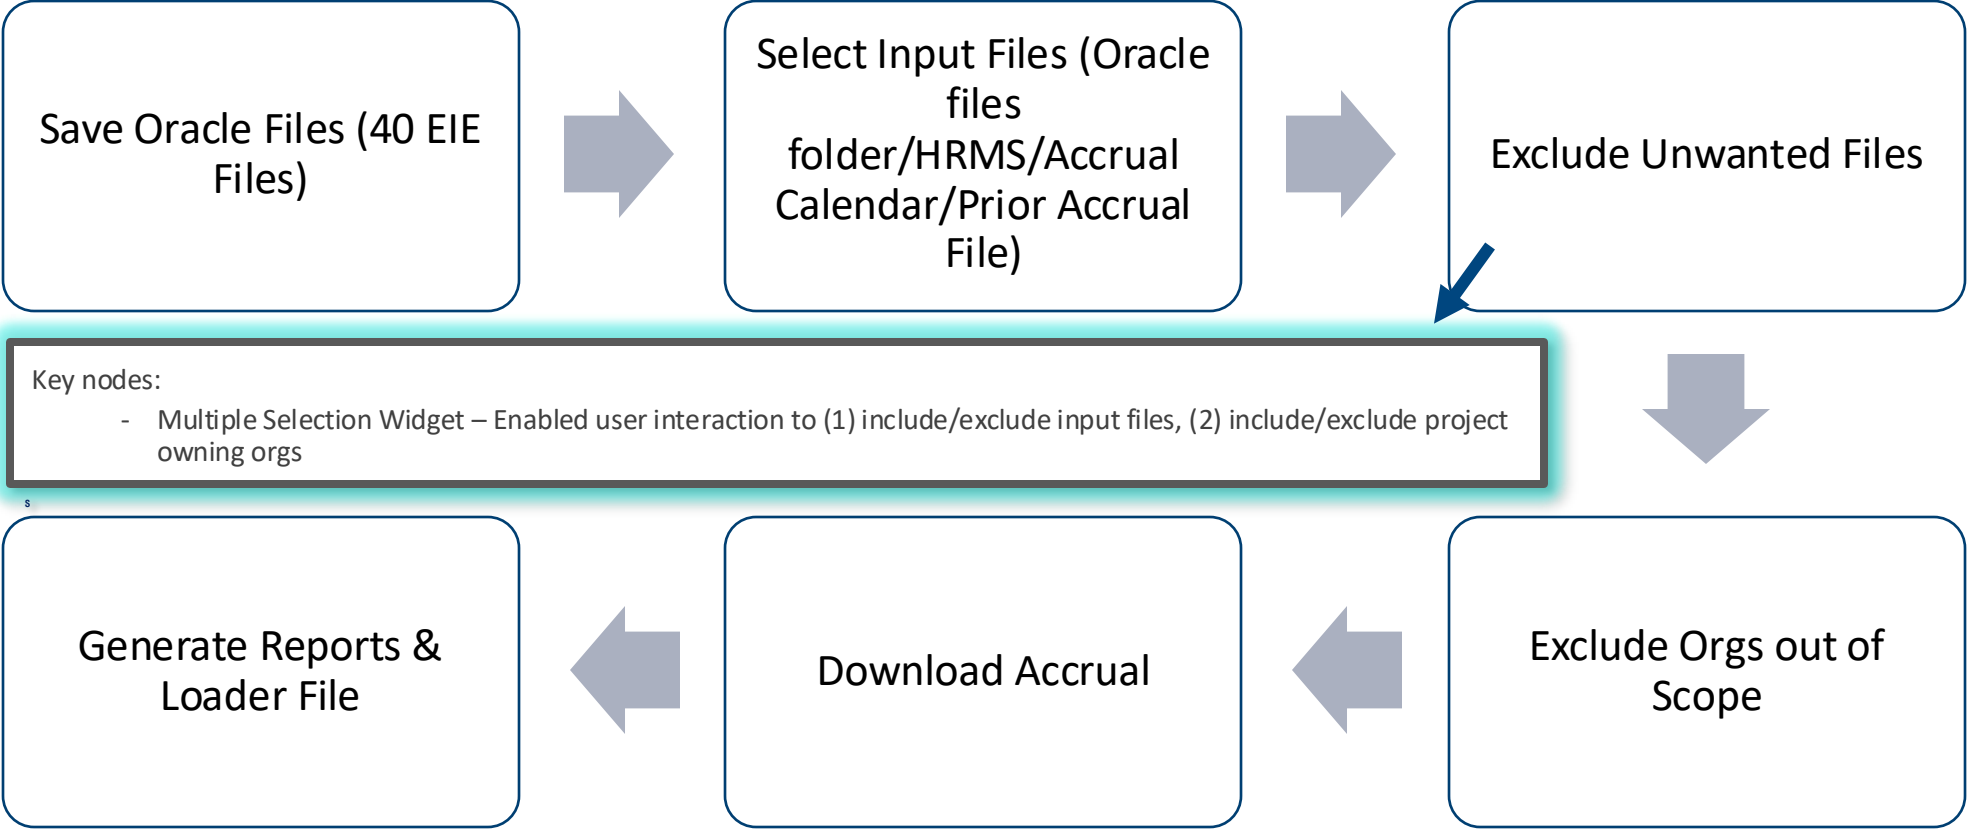 Save Oracle Files (40 EIE
Files)
Select Input Files (Oracle
files
folder/HRMS/Accrual
Calendar/Prior Accrual
File)
Exclude Unwanted Files
Key nodes:
- Multiple Selection Widget – Enabled user interaction to (1) include/exclude input files, (2) include/exclude project
owning orgs
s
Generate Reports &
Loader File
Download Accrual
Exclude Orgs out of
Scope